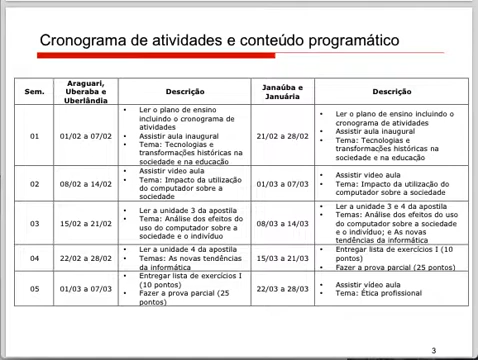 Cronograma de atividades e conteúdo programático
Sem.
Araguari,
Uberaba e
Uberlândia
Descrição
Janaúba e
Januária
Descrição
01
01/02 a 07/02
• Ler o plano de ensino
incluindo o cronograma de
atividades
• Assistir aula inaugural
• Tema: Tecnologias e
transformações históricas na
sociedade e na educação
21/02 a 28/02
• Ler o plano de ensino incluindo o
cronograma de atividades
• Assistir aula inaugural
• Tema: Tecnologias e
transformações históricas na
sociedade e na educação
02
08/02 a 14/02
• Assistir video aula
• Tema: Impacto da utilização
do computador sobre a
sociedade
01/03 a 07/03
• Assistir video aula
• Tema: Impacto da utilização do
computador sobre a sociedade
03
15/02 a 21/02
• Ler a unidade 3 da apostila
• Temas: Análise dos efeitos do
uso do computador sobre a
sociedade e o indivíduo
08/03 a 14/03
• Ler a unidade 3 e 4 da apostila
• Temas: Análise dos efeitos do uso
do computador sobre a sociedade
e o indivíduo; e As novas
tendências da informática
04
22/02 a 28/02
• Ler a unidade 4 da apostila
• Temas: As novas tendências
da informática
15/03 a 21/03
• Entregar lista de exercícios I (10
pontos)
• Fazer a prova parcial (25 pontos)
05
01/03 a 07/03
• Entregar lista de exercícios I
(10 pontos)
• Fazer a prova parcial (25
pontos)
22/03 a 28/03
• Assistir vídeo aula
• Tema: Ética profissional
3